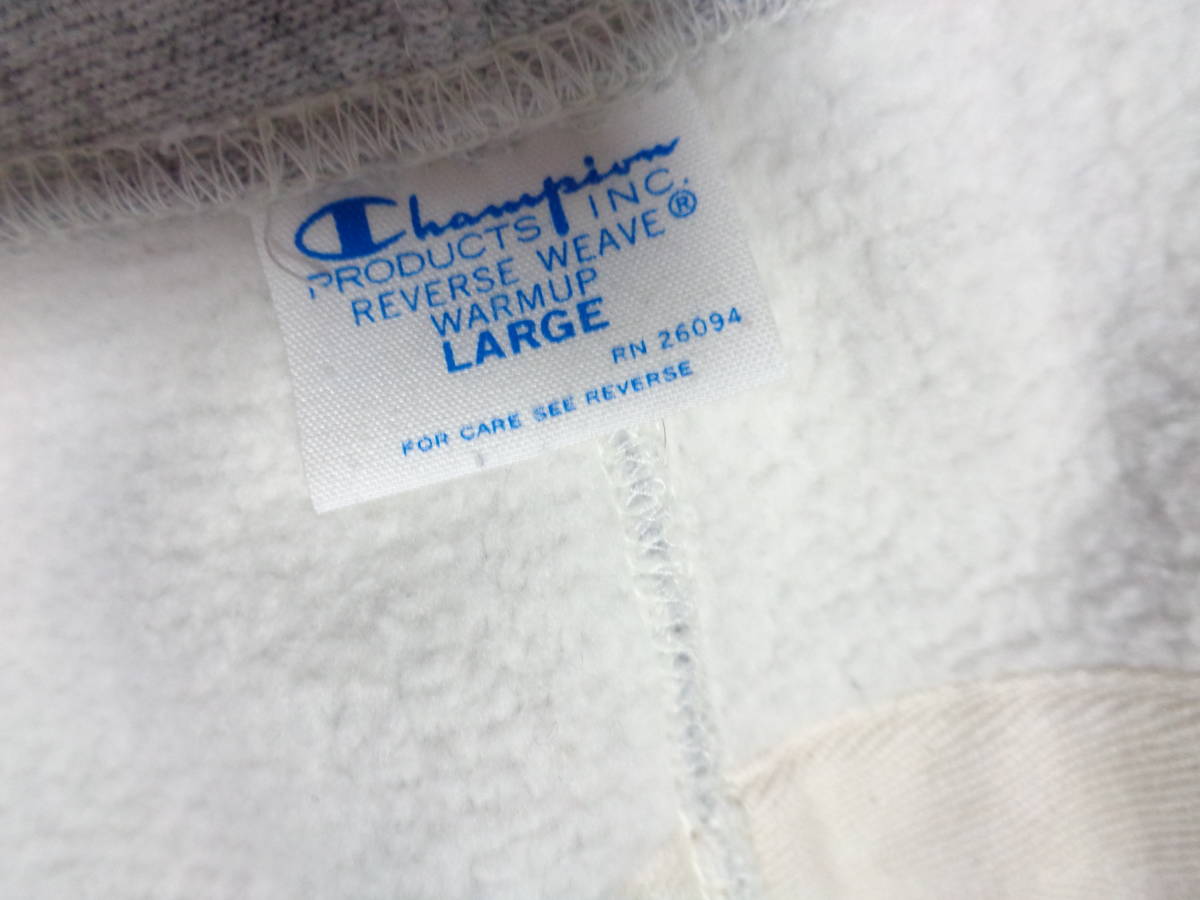 Champion
PRODUCTS INC.
REVERSE WEAVE®
WARMUP
LARGE
RN 26094
FOR CARE SEE REVERSE